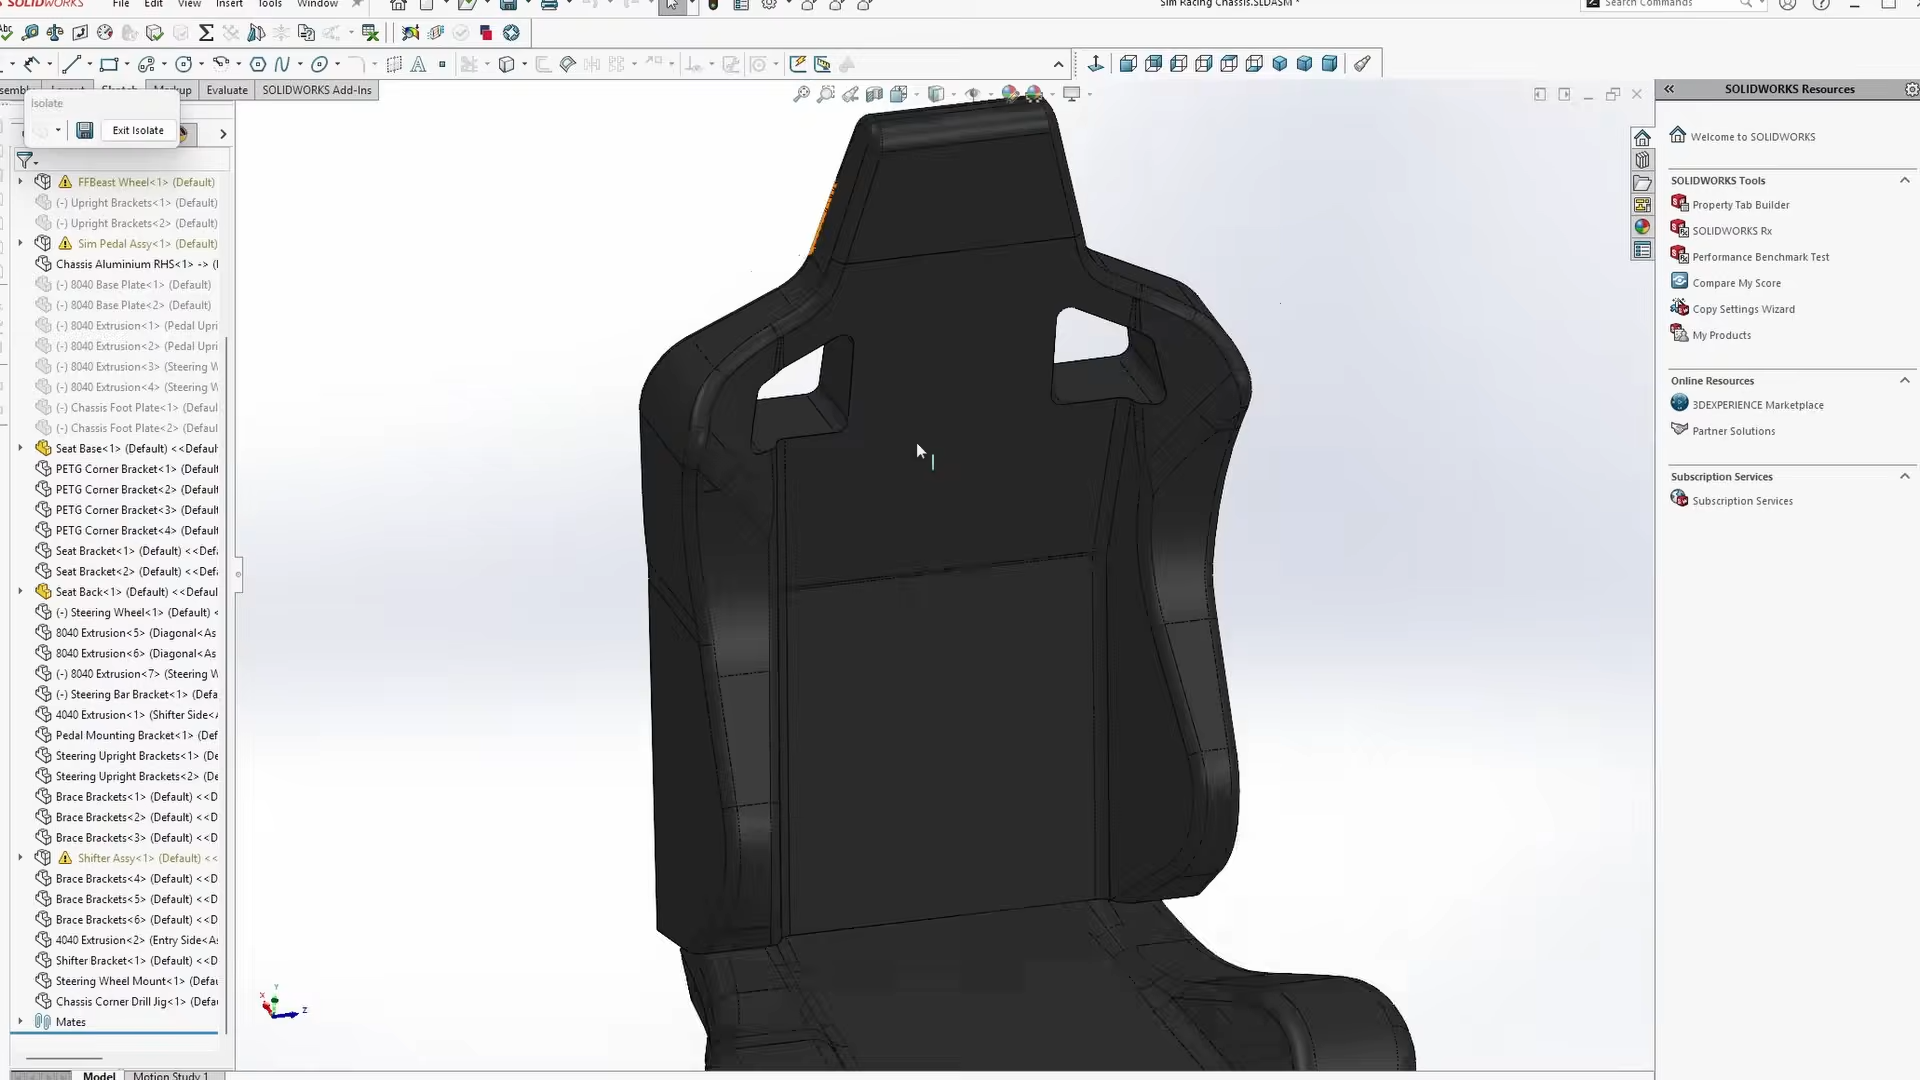 SOLIDWORKS
Edit View Insert Tools Window
Sim Racing Chassis.SLDASM *
Search Commands
Sketch Markup Evaluate SOLIDWORKS Add-Ins
Isolate
Exit Isolate
FFBeast Wheel<1> (Default)
(-) Upright Brackets<1> (Default)
(-) Upright Brackets<2> (Default)
Sim Pedal Assy<1> (Default)
Chassis Aluminium RHS<1> -> (
(-) 8040 Base Plate<1> (Default)
(-) 8040 Base Plate<2> (Default)
(-) 8040 Extrusion<1> (Pedal Upri
(-) 8040 Extrusion<2> (Pedal Upri
(-) 8040 Extrusion<3> (Steering W
(-) 8040 Extrusion<4> (Steering W
(-) Chassis Foot Plate<1> (Defaul
(-) Chassis Foot Plate<2> (Defaul
Seat Base<1> (Default) <<Defaul
PETG Corner Bracket<1> (Default
PETG Corner Bracket<2> (Default
PETG Corner Bracket<3> (Default
PETG Corner Bracket<4> (Default
Seat Bracket<1> (Default) <<Defa
Seat Bracket<2> (Default) <<Defa
Seat Back<1> (Default) <<Defaul
(-) Steering Wheel<1> (Default) <
8040 Extrusion<5> (Diagonal<As
8040 Extrusion<6> (Diagonal<As
(-) 8040 Extrusion<7> (Steering W
(-) Steering Bar Bracket<1> (Defa
4040 Extrusion<1> (Shifter Side<A
Pedal Mounting Bracket<1> (Def
Steering Upright Brackets<1> (De
Steering Upright Brackets<2> (De
Brace Brackets<1> (Default) <<D
Brace Brackets<2> (Default) <<D
Brace Brackets<3> (Default) <<D
Shifter Assy<1> (Default) <<
Brace Brackets<4> (Default) <<D
Brace Brackets<5> (Default) <<D
Brace Brackets<6> (Default) <<D
4040 Extrusion<2> (Entry Side<As
Shifter Bracket<1> (Default) <<D
Steering Wheel Mount<1> (Defau
Chassis Corner Drill Jig<1> (Defau
Mates
Model Motion Study 1
Y
X
Z
SOLIDWORKS Resources
Welcome to SOLIDWORKS
SOLIDWORKS Tools
Property Tab Builder
SOLIDWORKS Rx
Performance Benchmark Test
Compare My Score
Copy Settings Wizard
My Products
Online Resources
3DEXPERIENCE Marketplace
Partner Solutions
Subscription Services
Subscription Services